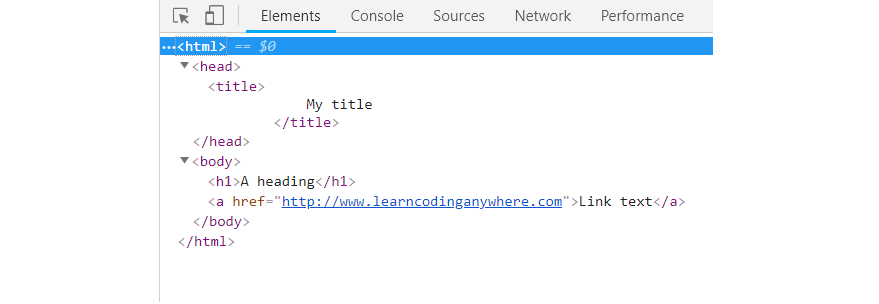 Elements Console Sources Network Performance
…<html> == $0
<head>
<title>
My title
</title>
</head>
<body>
<h1>A heading</h1>
<a href="http://www.learncodinganywhere.com">Link text</a>
</body>
</html>